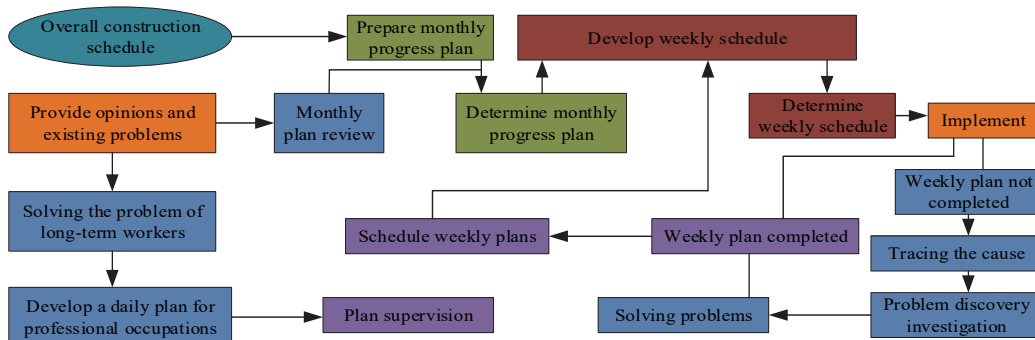 Overall construction
schedule
Prepare monthly
progress plan
Develop weekly schedule
Provide opinions and
existing problems
Monthly
plan review
Determine monthly
progress plan
Determine
weekly schedule
Implement
Solving the problem of
long-term workers
Schedule weekly plans
Weekly plan completed
Weekly plan not
completed
Tracing the cause
Develop a daily plan for
professional occupations
Plan supervision
Solving problems
Problem discovery
investigation